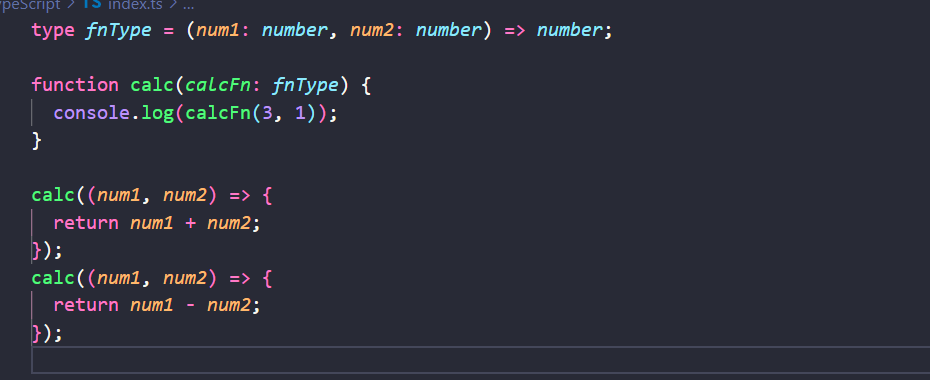 ypeScript > TS index.ts > ...
type fnType = (num1: number, num2: number) => number;
function calc(calcFn: fnType) {
console.log(calcFn(3, 1));
}
calc((num1, num2) => {
return num1 + num2;
});
calc((num1, num2) => {
return num1 - num2;
});